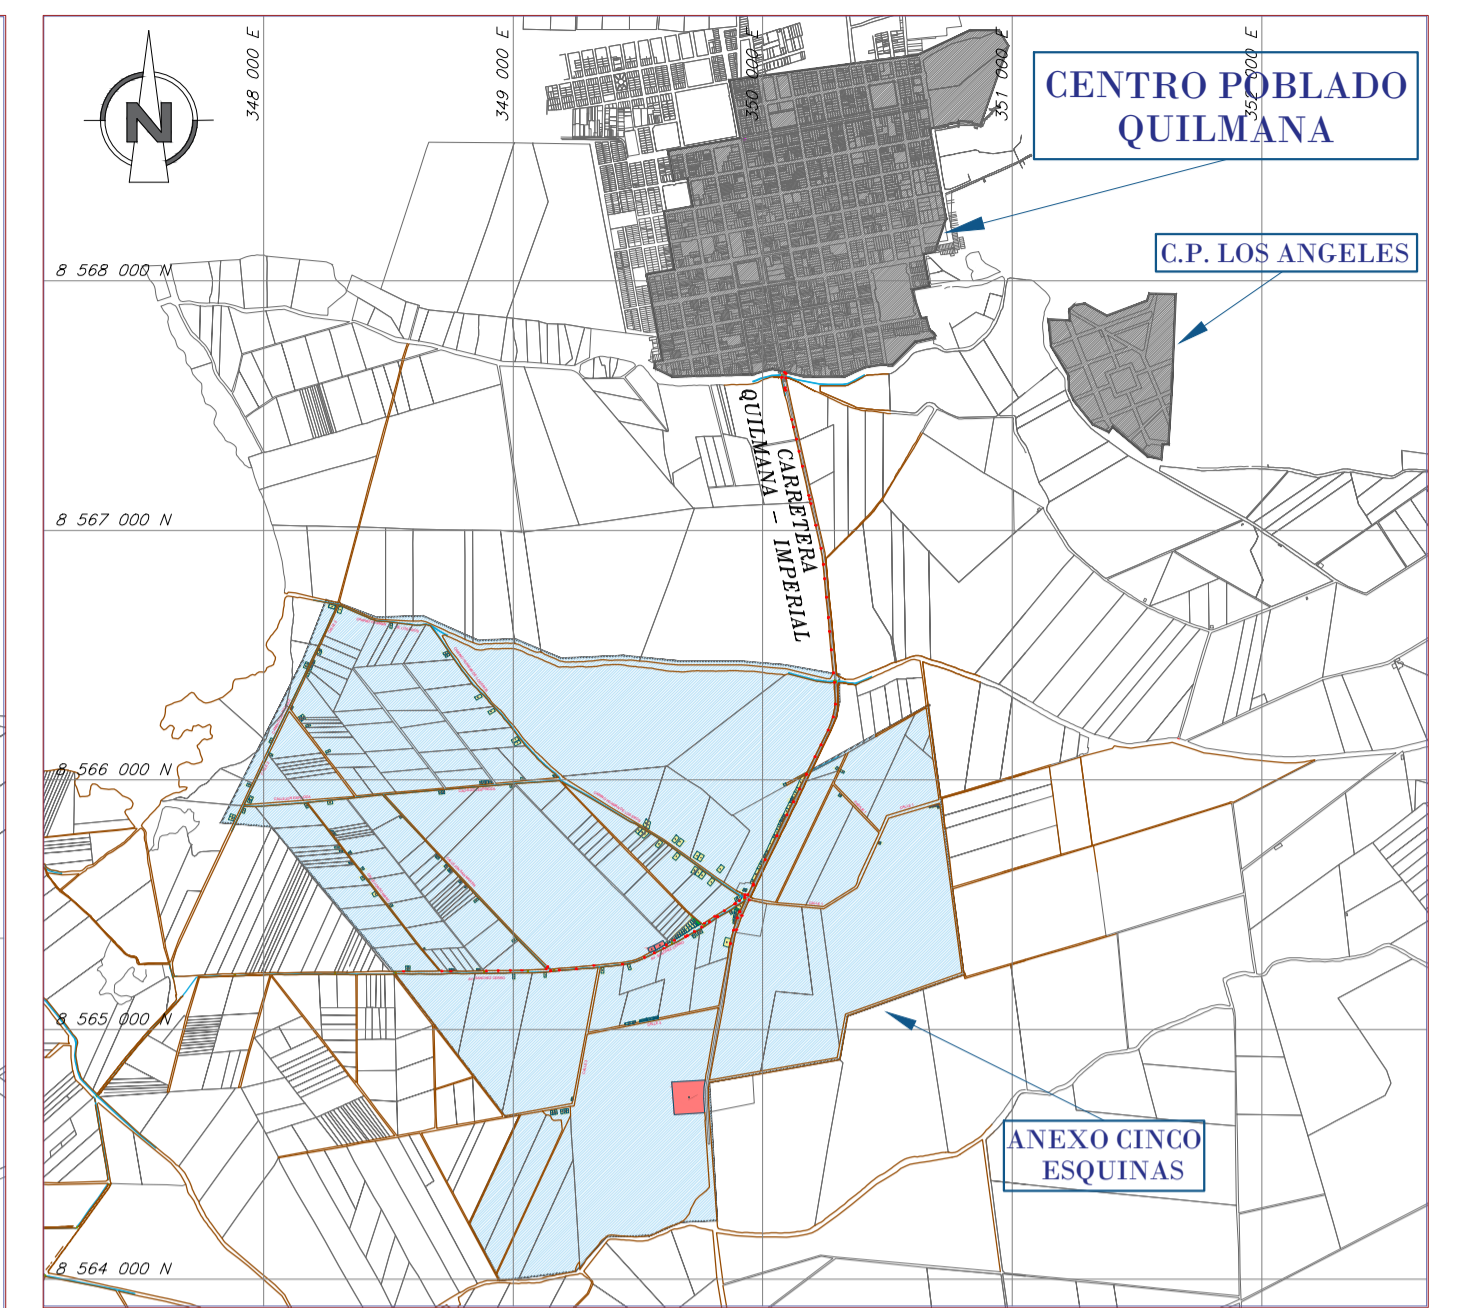 N
348 000 E
349 000 E
350 000 E
351 000 E
352 000 E
CENTRO POBLADO
QUILMANA
C.P. LOS ANGELES
8 568 000 N
CARRETERA
QUILMANA - IMPERIAL
8 567 000 N
8 566 000 N
8 565 000 N
ANEXO CINCO
ESQUINAS
8 564 000 N